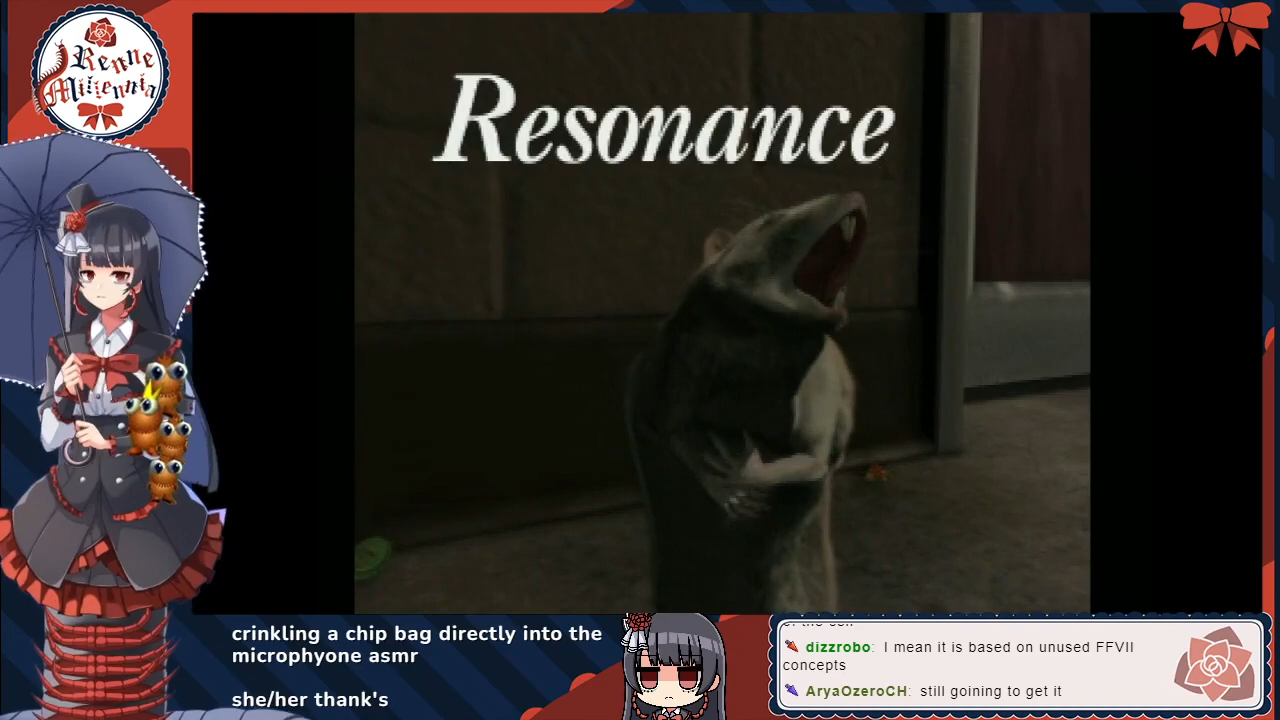 Renne
Millennia
Resonance
crinkling a chip bag directly into the
microphyone asmr
she/her thank's
dizzrobo: I mean it is based on unused FFVII
concepts
AryaOzeroCH: still goining to get it